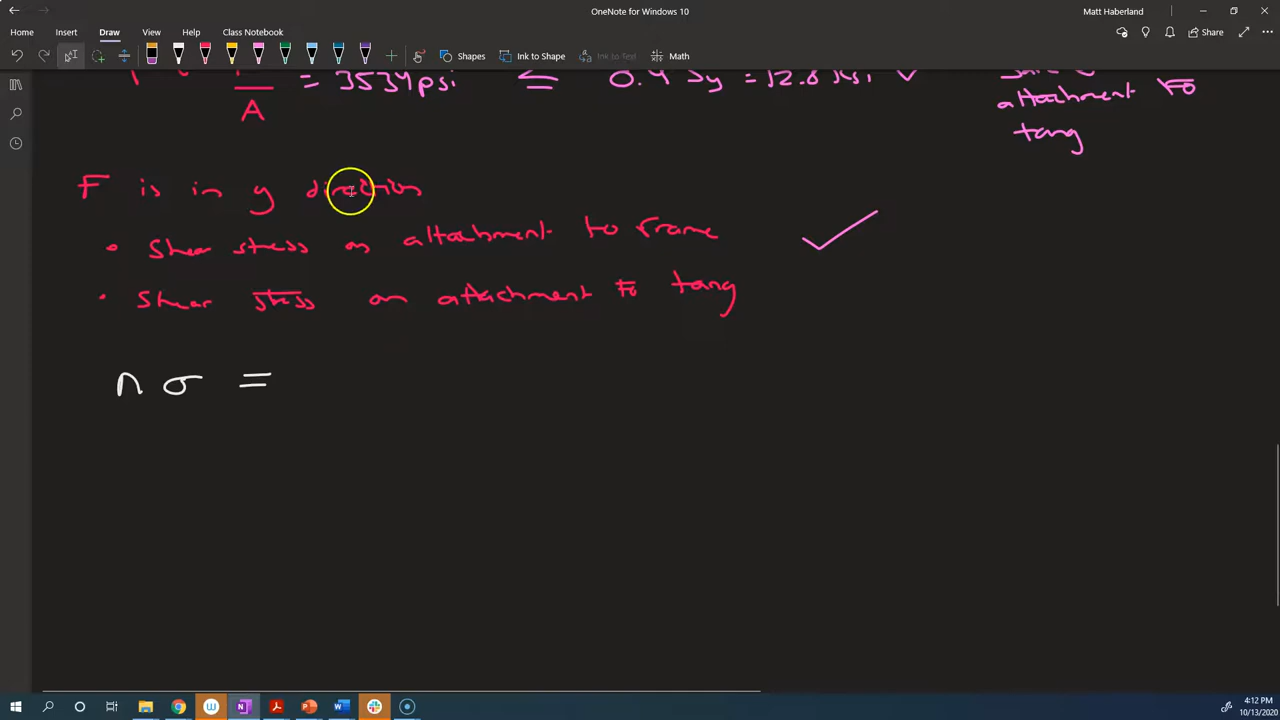 OneNote for Windows 10
Matt Haberland
Home Insert Draw View Help Class Notebook
Share
Shapes Ink to Shape Ink to Text Math
= 3534psi ≤ 0.4 Sy = 12.8 ksi
A
attachment to
tang
F is in y direction
• Shear stress on attachment to frame
• Shear stress on attachment to tang
n σ =
4:12 PM
10/13/2020